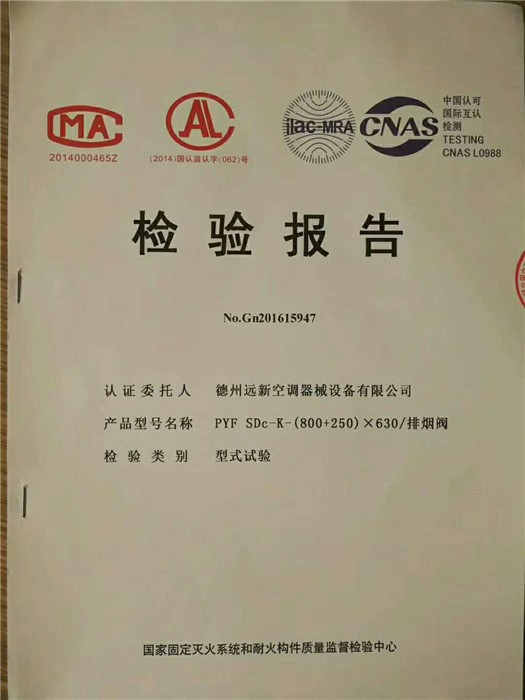 CMA
2014000465Z
CAL
(2014)国认监认字(062)号
ilac-MRA
CNAS
中国认可
国际互认
检测
TESTING
CNAS L0988
检验报告
No.Gn201615947
认证委托人 德州远新空调器械设备有限公司
产品型号名称 PYF SDc-K-(800+250)×630/排烟阀
检验类别 型式试验
国家固定灭火系统和耐火构件质量监督检验中心